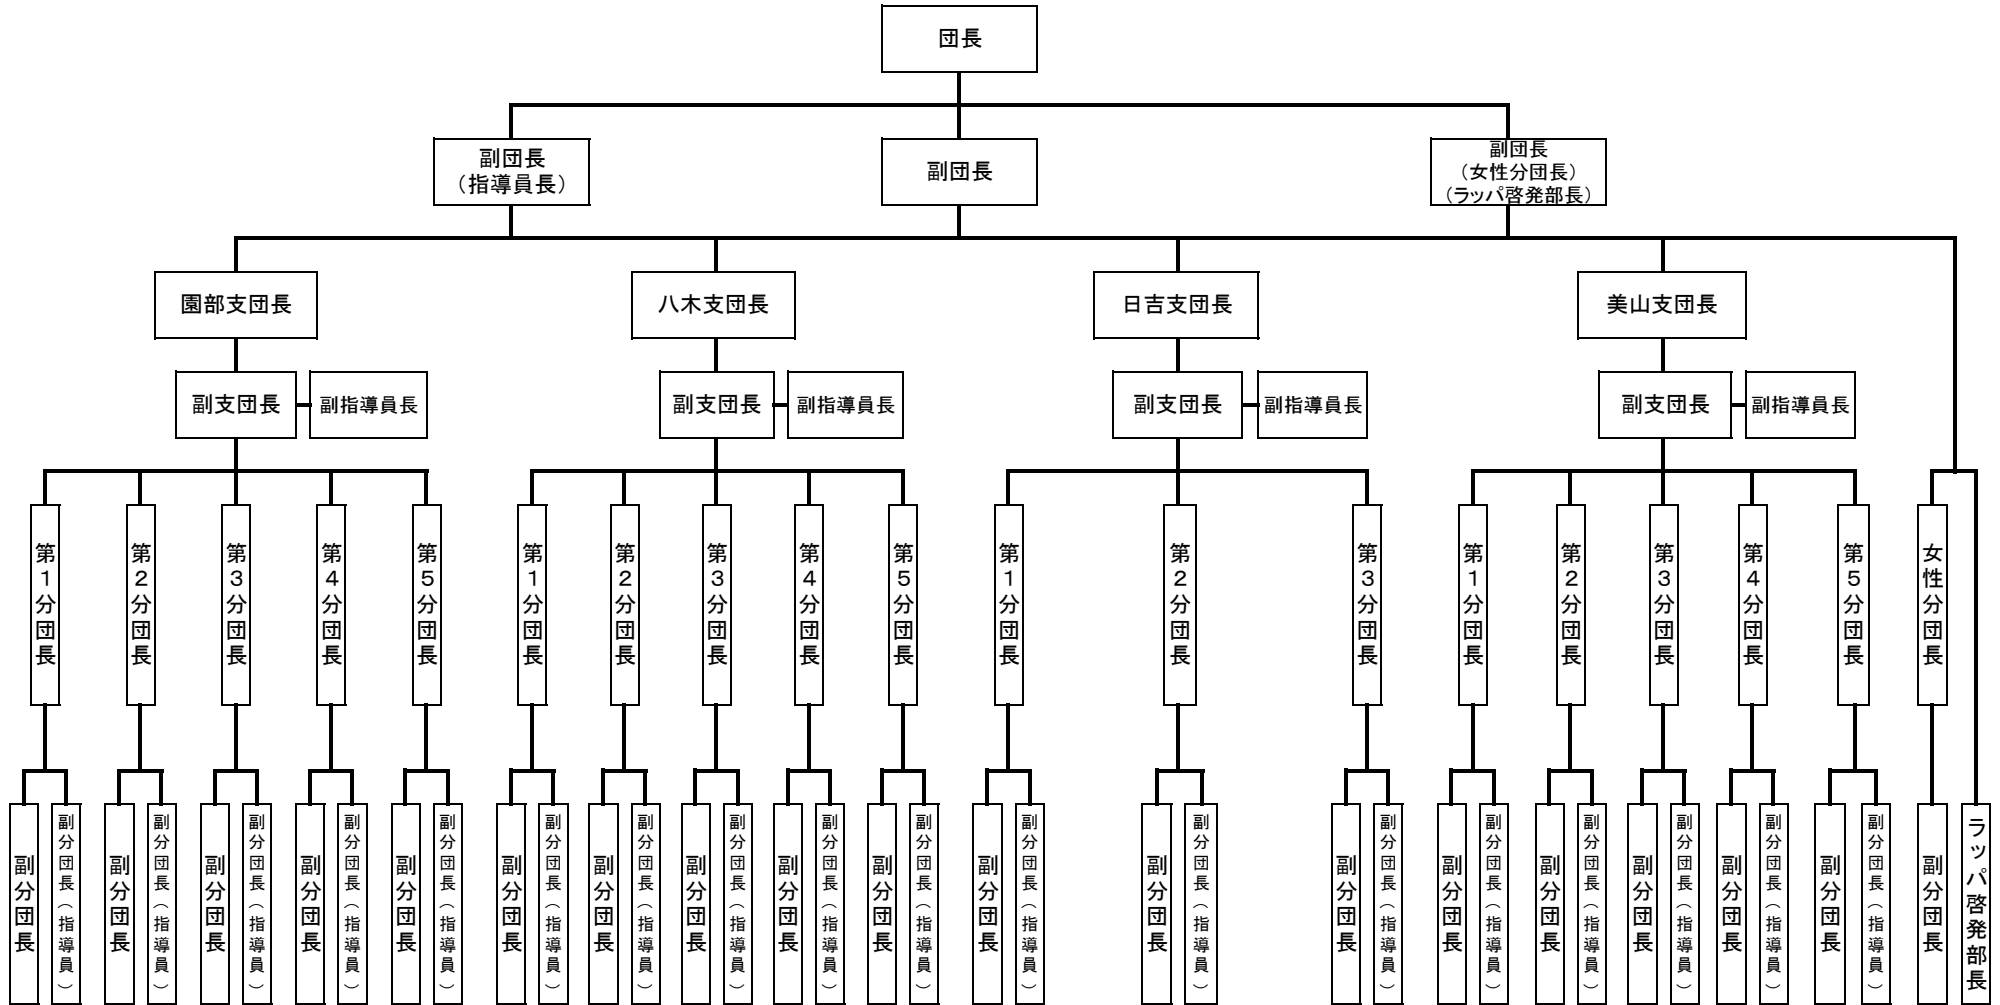 団長
副団長
（指導員長）
副団長
副団長
（女性分団長）
（ラッパ啓発部長）
園部支団長
八木支団長
日吉支団長
美山支団長
副支団長
副指導員長
副支団長
副指導員長
副支団長
副指導員長
副支団長
副指導員長
第１分団長
第２分団長
第３分団長
第４分団長
第５分団長
第１分団長
第２分団長
第３分団長
第４分団長
第５分団長
第１分団長
第２分団長
第３分団長
第１分団長
第２分団長
第３分団長
第４分団長
第５分団長
女性分団長
副分団長
副分団長（指導員）
副分団長
副分団長（指導員）
副分団長
副分団長（指導員）
副分団長
副分団長（指導員）
副分団長
副分団長（指導員）
副分団長
副分団長（指導員）
副分団長
副分団長（指導員）
副分団長
副分団長（指導員）
副分団長
副分団長（指導員）
副分団長
副分団長（指導員）
副分団長
副分団長（指導員）
副分団長
副分団長（指導員）
副分団長
副分団長（指導員）
副分団長
副分団長（指導員）
副分団長
副分団長（指導員）
副分団長
副分団長（指導員）
副分団長
副分団長（指導員）
副分団長
副分団長（指導員）
副分団長
ラッパ啓発部長